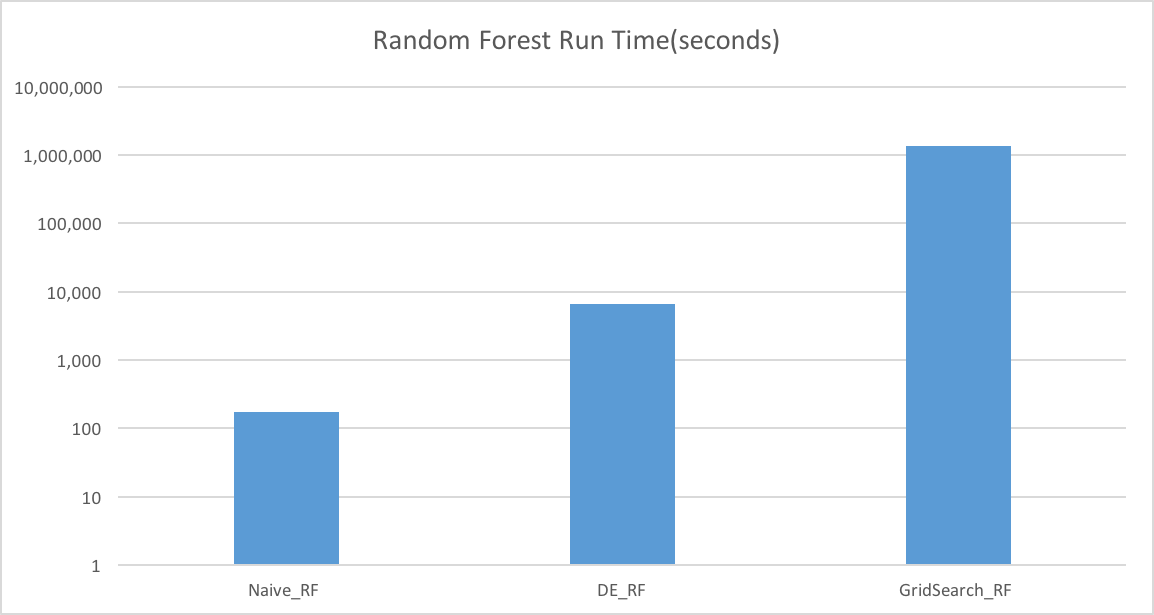 Random Forest Run Time(seconds)
10,000,000
1,000,000
100,000
10,000
1,000
100
10
1
Naive_RF
DE_RF
GridSearch_RF